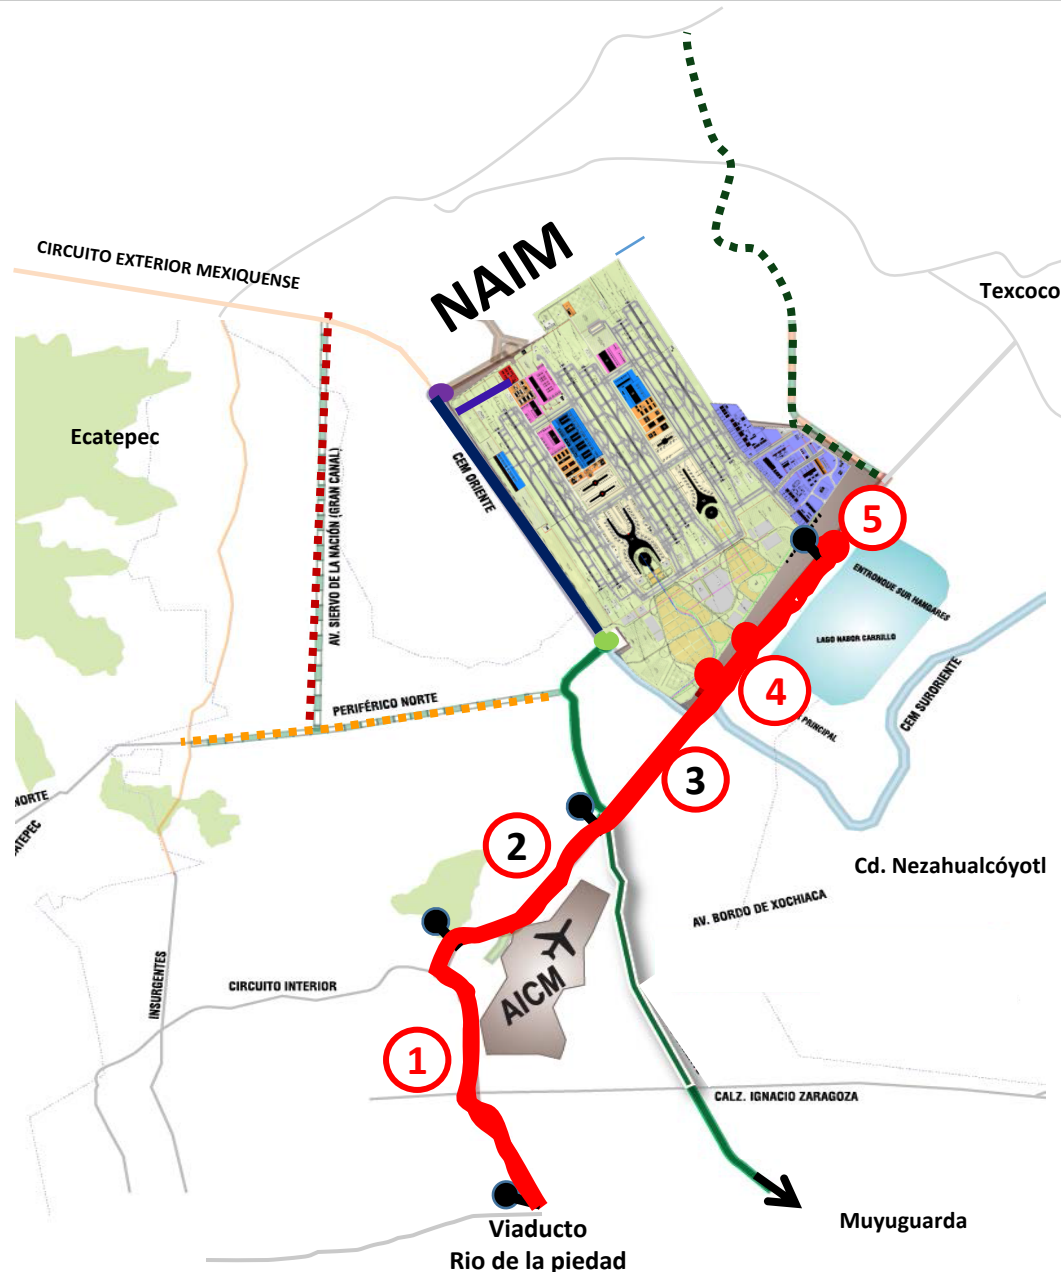 CIRCUITO EXTERIOR MEXIQUENSE
NAIM
Texcoco
Ecatepec
CEM ORIENTE
AV. SIERVO DE LA NACIÓN (GRAN CANAL)
5
ENTRONQUE SUR HANGARES
LAGO NABOR CARRILLO
CEM SURORIENTE
4
PRINCIPAL
PERIFÉRICO NORTE
3
NORTE
ATEPEC
2
Cd. Nezahualcóyotl
AV. BORDO DE XOCHIACA
INSURGENTES
CIRCUITO INTERIOR
AICM
1
CALZ. IGNACIO ZARAGOZA
Muyuguarda
Viaducto
Rio de la piedad